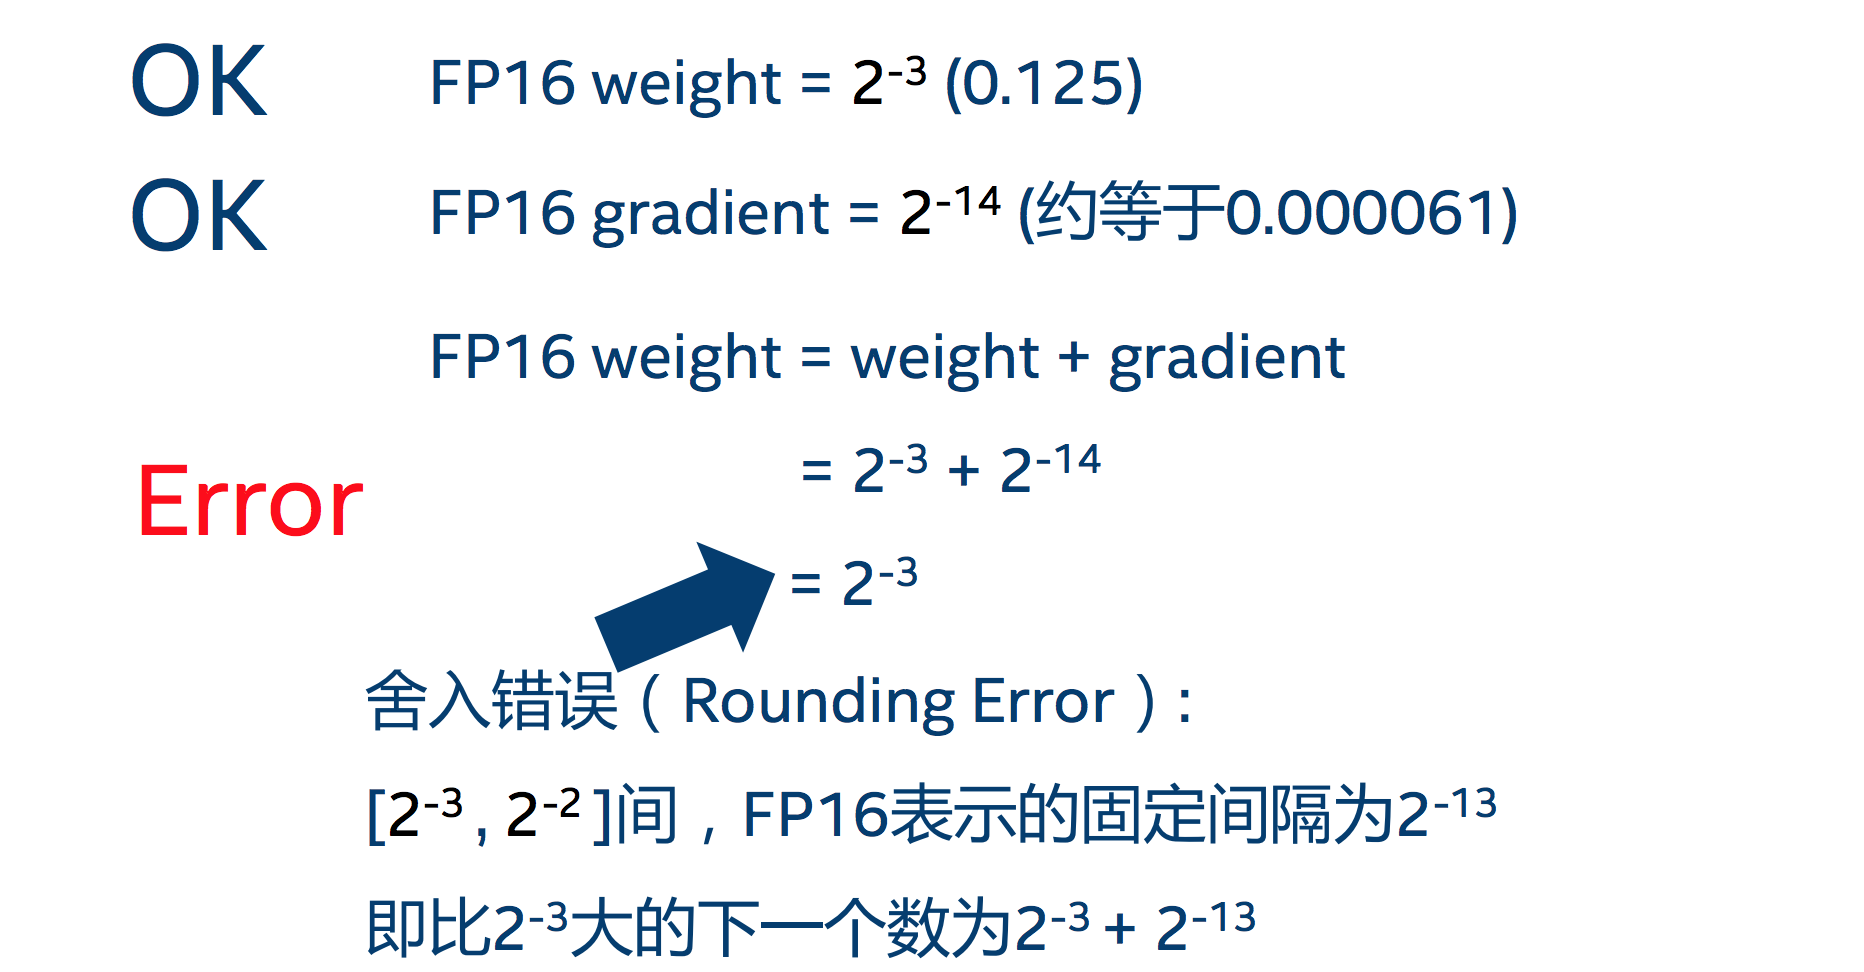 OK FP16 weight = 2⁻³ (0.125)
OK FP16 gradient = 2⁻¹⁴ (约等于0.000061)
FP16 weight = weight + gradient
= 2⁻³ + 2⁻¹⁴
Error
= 2⁻³
舍入错误（Rounding Error）:
[2⁻³ , 2⁻² ]间，FP16表示的固定间隔为2⁻¹³
即比2⁻³大的下一个数为2⁻³ + 2⁻¹³